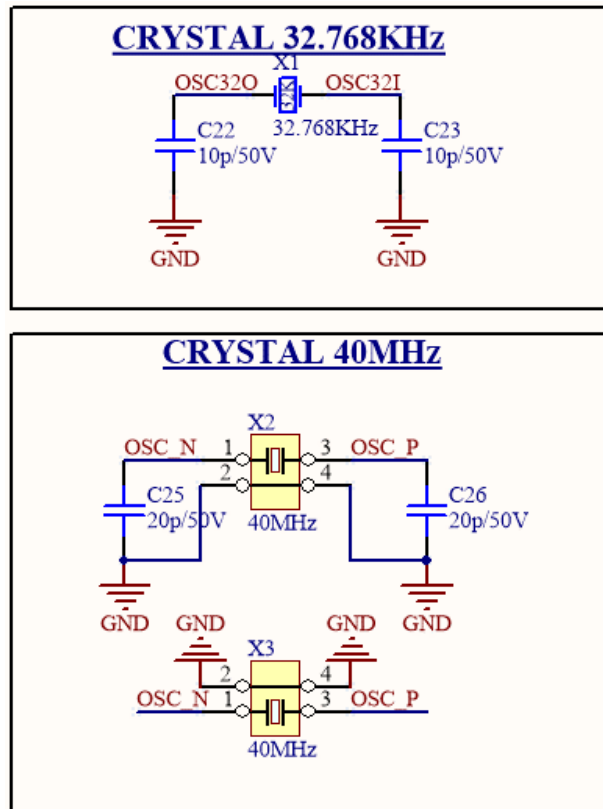 CRYSTAL 32.768KHz
X1
OSC32O OSC32I
32K
C22 32.768KHz C23
10p/50V 10p/50V
GND GND
CRYSTAL 40MHz
X2
OSC_N 1 3 OSC_P
2 4
C25 C26
20p/50V 40MHz 20p/50V
GND GND
GND GND
X3
2 4
OSC_N 1 3 OSC_P
40MHz